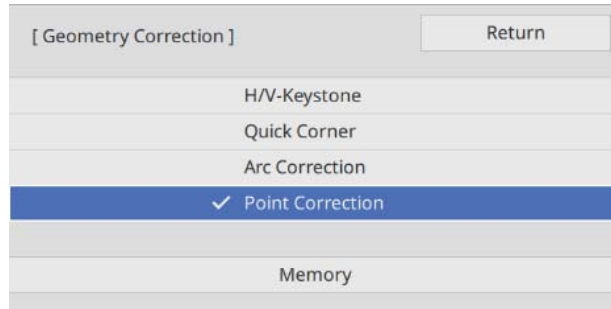 [ Geometry Correction ]
Return
H/V-Keystone
Quick Corner
Arc Correction
Point Correction
Memory